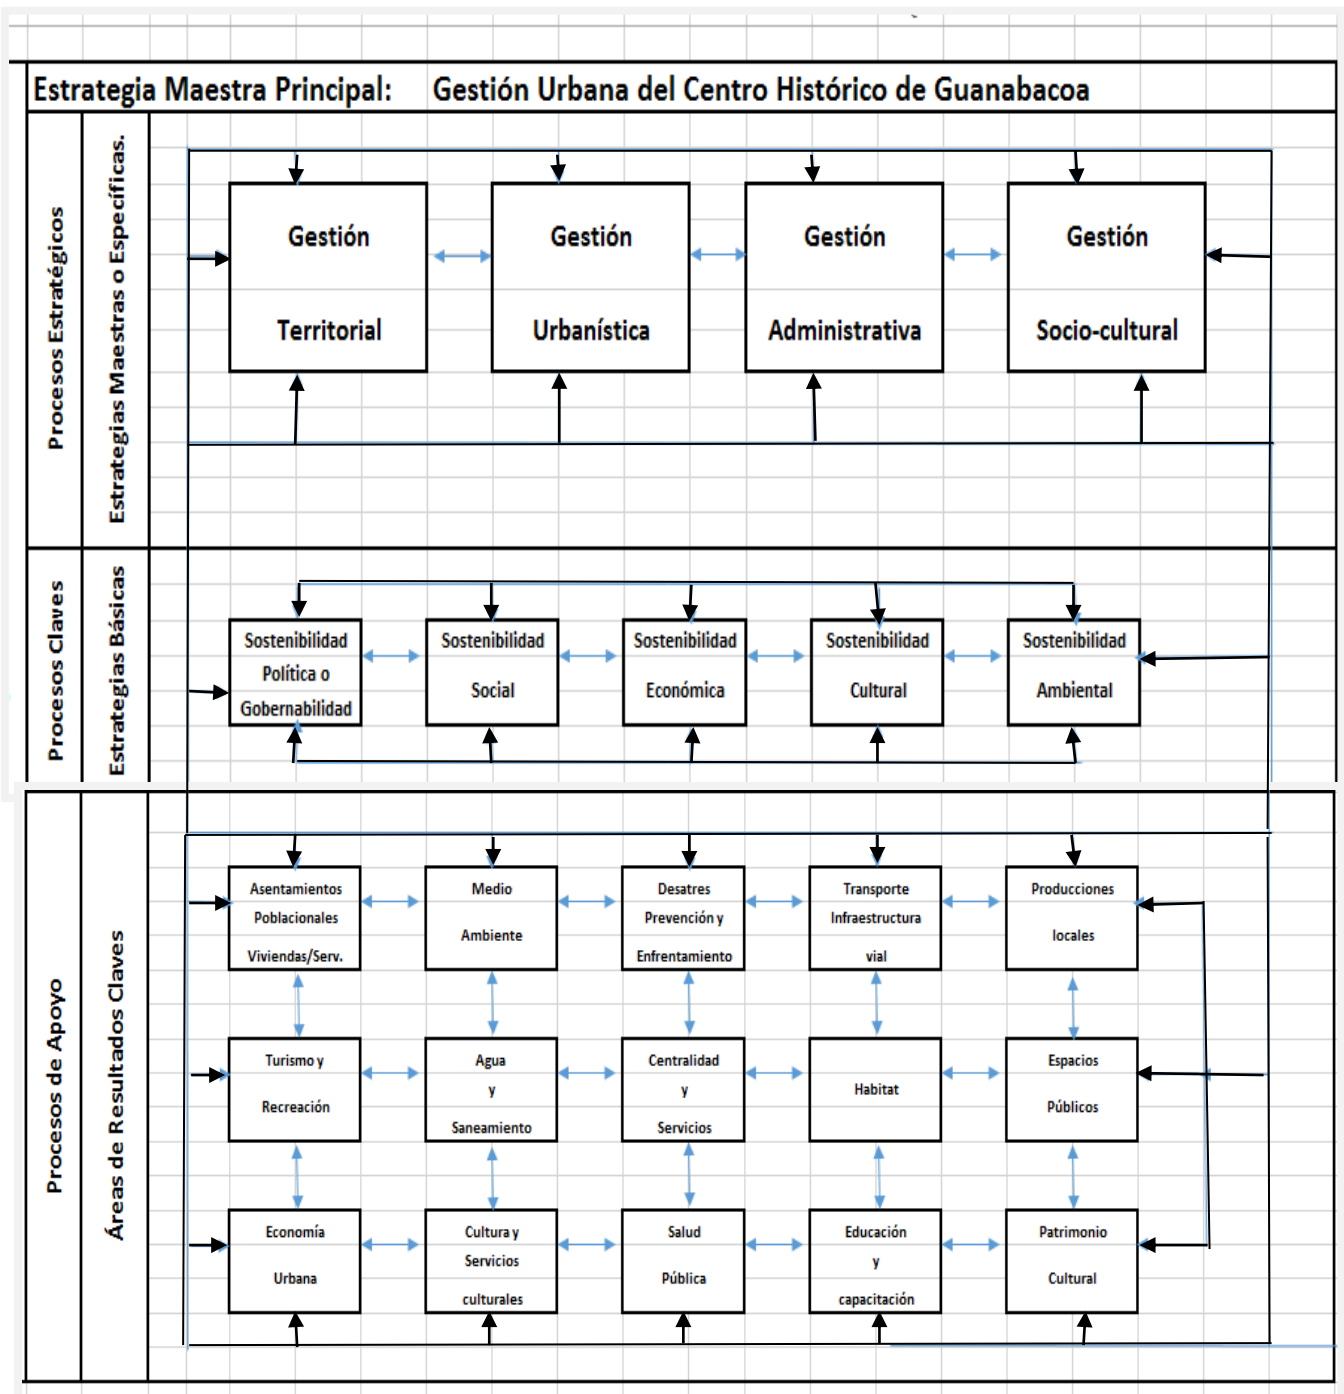 Estrategia Maestra Principal: Gestión Urbana del Centro Histórico de Guanabacoa
Procesos Estratégicos
Estrategias Maestras o Específicas.
Gestión
Territorial
Gestión
Urbanística
Gestión
Administrativa
Gestión
Socio-cultural
Procesos Claves
Estrategias Básicas
Sostenibilidad
Política o
Gobernabilidad
Sostenibilidad
Social
Sostenibilidad
Económica
Sostenibilidad
Cultural
Sostenibilidad
Ambiental
Procesos de Apoyo
Áreas de Resultados Claves
Asentamientos
Poblacionales
Viviendas/Serv.
Medio
Ambiente
Desatres
Prevención y
Enfrentamiento
Transporte
Infraestructura
vial
Producciones
locales
Turismo y
Recreación
Agua
y
Saneamiento
Centralidad
y
Servicios
Habitat
Espacios
Públicos
Economía
Urbana
Cultura y
Servicios
culturales
Salud
Pública
Educación
y
capacitación
Patrimonio
Cultural